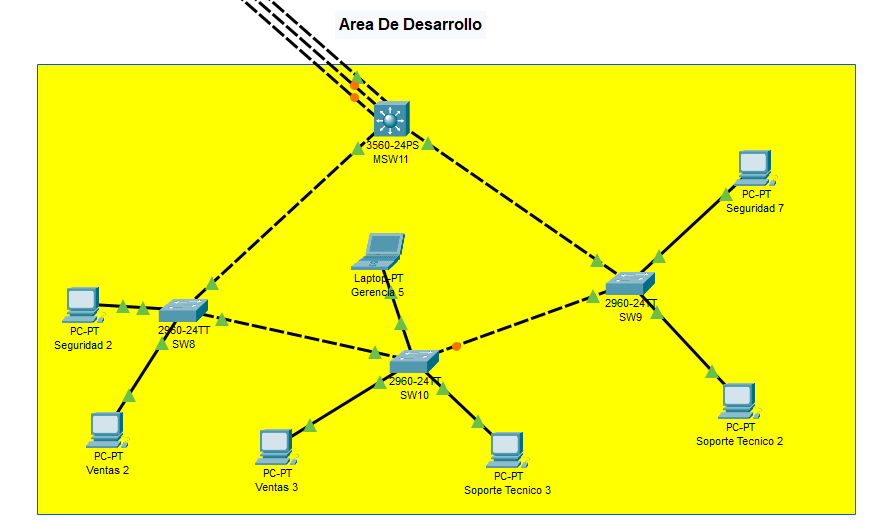 Area De Desarrollo
3560-24PS
MSW11
PC-PT
Seguridad 7
Laptop-PT
Gerencia 5
2960-24TT
SW9
PC-PT
Seguridad 2
2960-24TT
SW8
2960-24TT
SW10
PC-PT
Soporte Tecnico 2
PC-PT
Ventas 2
PC-PT
Ventas 3
PC-PT
Soporte Tecnico 3